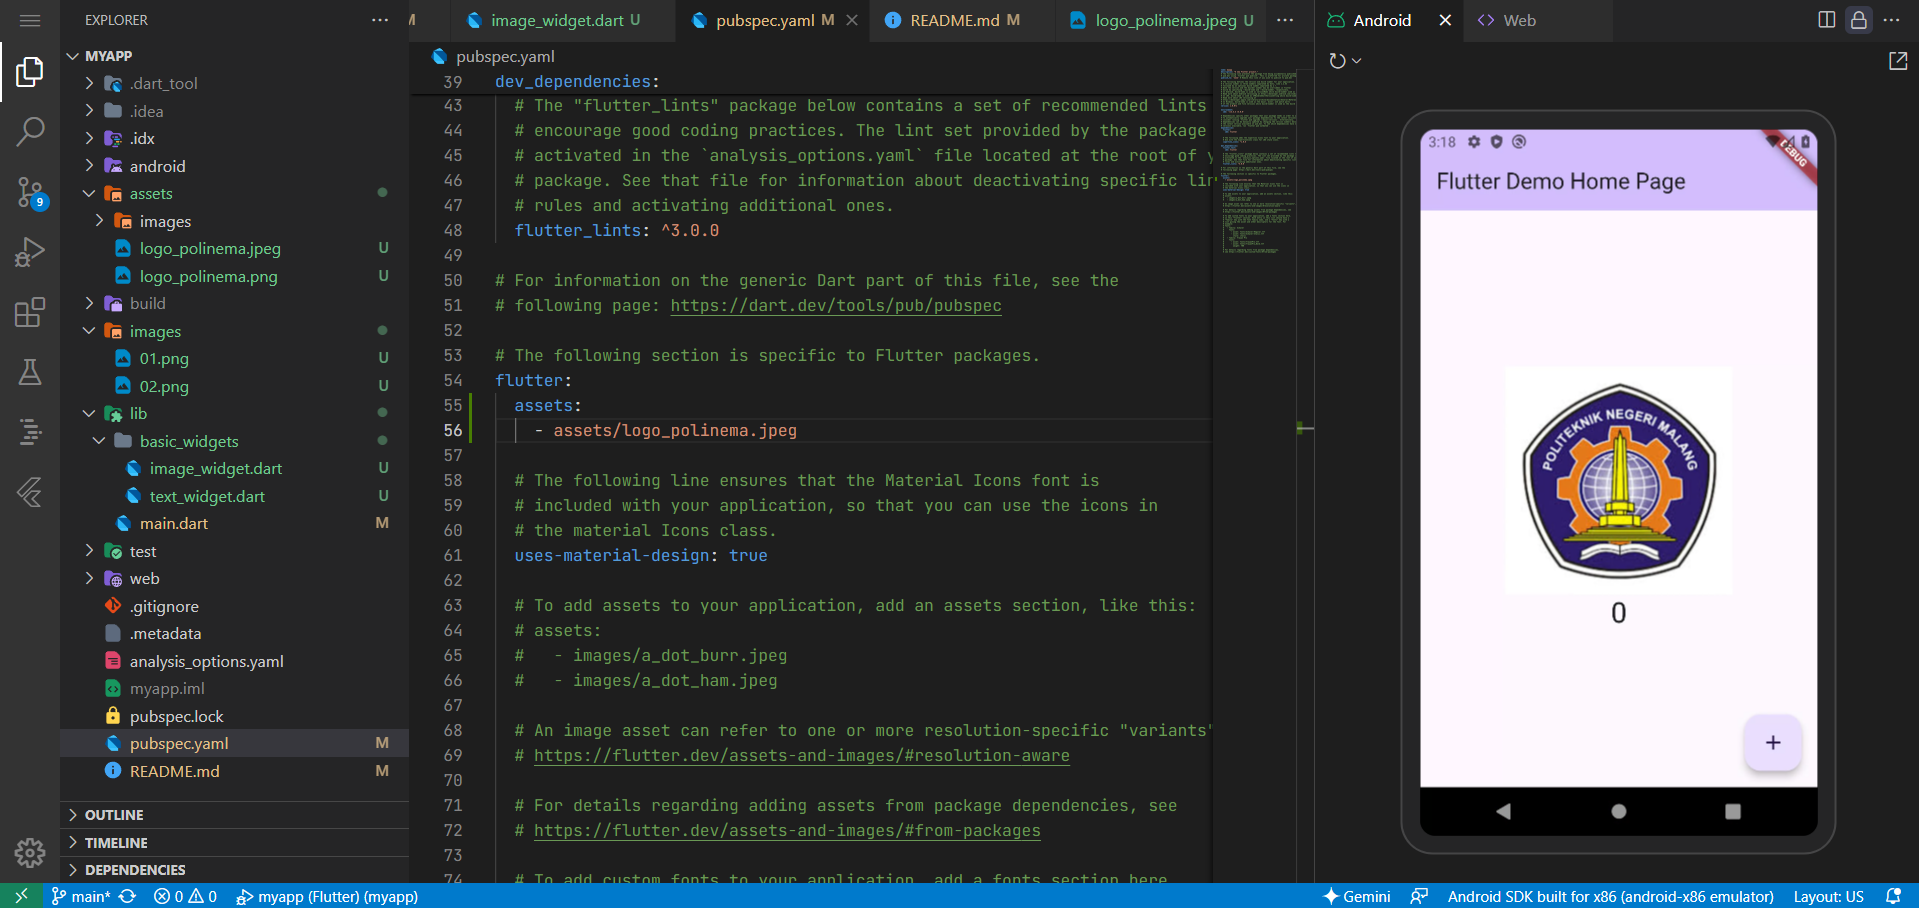 EXPLORER
MYAPP
.dart_tool
.idea
.idx
android
assets
images
logo_polinema.jpeg U
logo_polinema.png U
build
images
01.png U
02.png U
lib
basic_widgets
image_widget.dart U
text_widget.dart U
main.dart M
test
web
.gitignore
.metadata
analysis_options.yaml
myapp.iml
pubspec.lock
pubspec.yaml M
README.md M
OUTLINE
TIMELINE
DEPENDENCIES
9
M
image_widget.dart U
pubspec.yaml M
README.md M
logo_polinema.jpeg U
pubspec.yaml
39 dev_dependencies:
43 # The "flutter_lints" package below contains a set of recommended lints
44 # encourage good coding practices. The lint set provided by the package
45 # activated in the `analysis_options.yaml` file located at the root of y
46 # package. See that file for information about deactivating specific lin
47 # rules and activating additional ones.
48 flutter_lints: ^3.0.0
49
50 # For information on the generic Dart part of this file, see the
51 # following page: https://dart.dev/tools/pub/pubspec
52
53 # The following section is specific to Flutter packages.
54 flutter:
55 assets:
56 - assets/logo_polinema.jpeg
57
58 # The following line ensures that the Material Icons font is
59 # included with your application, so that you can use the icons in
60 # the material Icons class.
61 uses-material-design: true
62
63 # To add assets to your application, add an assets section, like this:
64 # assets:
65 #   - images/a_dot_burr.jpeg
66 #   - images/a_dot_ham.jpeg
67
68 # An image asset can refer to one or more resolution-specific "variants"
69 # https://flutter.dev/assets-and-images/#resolution-aware
70
71 # For details regarding adding assets from package dependencies, see
72 # https://flutter.dev/assets-and-images/#from-packages
73
74 # To add custom fonts to your application, add a fonts section here
Android
Web
3:18
DEBUG
Flutter Demo Home Page
POLITEKNIK NEGERI MALANG
0
+
main*
0 0
myapp (Flutter) (myapp)
Gemini
Android SDK built for x86 (android-x86 emulator)
Layout: US